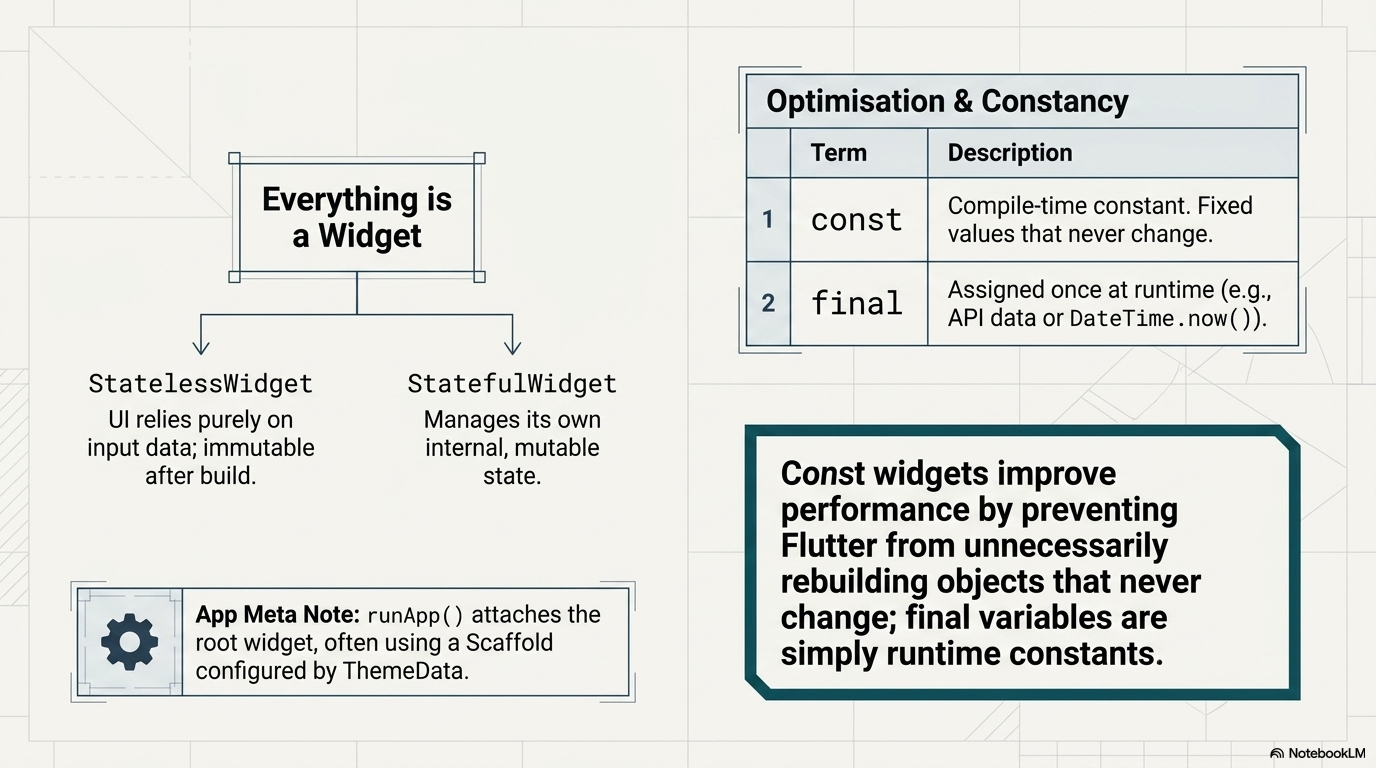 Everything is
a Widget
StatelessWidget
UI relies purely on
input data; immutable
after build.
StatefulWidget
Manages its own
internal, mutable
state.
App Meta Note: runApp() attaches the
root widget, often using a Scaffold
configured by ThemeData.
Optimisation & Constancy
Term Description
1 const Compile-time constant. Fixed
values that never change.
2 final Assigned once at runtime (e.g.,
API data or DateTime.now()).
Const widgets improve
performance by preventing
Flutter from unnecessarily
rebuilding objects that never
change; final variables are
simply runtime constants.
NotebookLM